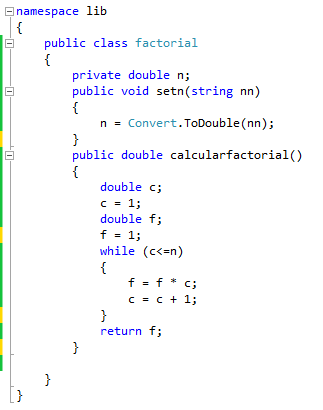 namespace lib
{
    public class factorial
    {
        private double n;
        public void setn(string nn)
        {
            n = Convert.ToDouble(nn);
        }
        public double calcularfactorial()
        {
            double c;
            c = 1;
            double f;
            f = 1;
            while (c<=n)
            {
                f = f * c;
                c = c + 1;
            }
            return f;
        }
    }
}